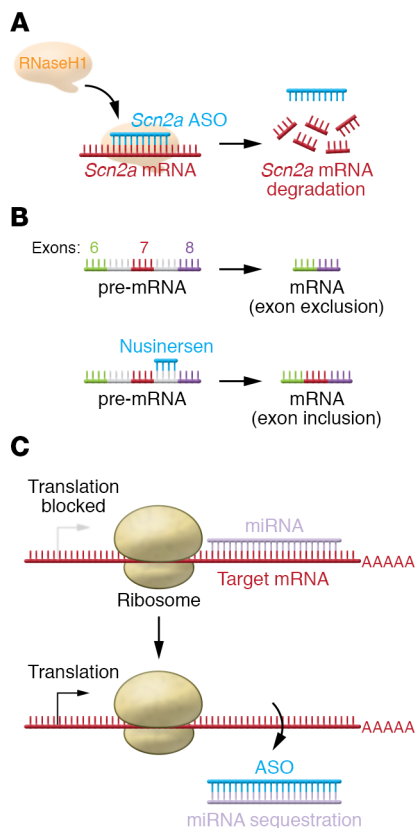 A
RNaseH1
Scn2a ASO
Scn2a mRNA
Scn2a mRNA
degradation
B
Exons: 6 7 8
pre-mRNA
mRNA
(exon exclusion)
Nusinersen
pre-mRNA
mRNA
(exon inclusion)
C
Translation
blocked
miRNA
Target mRNA
AAAAA
Ribosome
Translation
AAAAA
ASO
miRNA sequestration